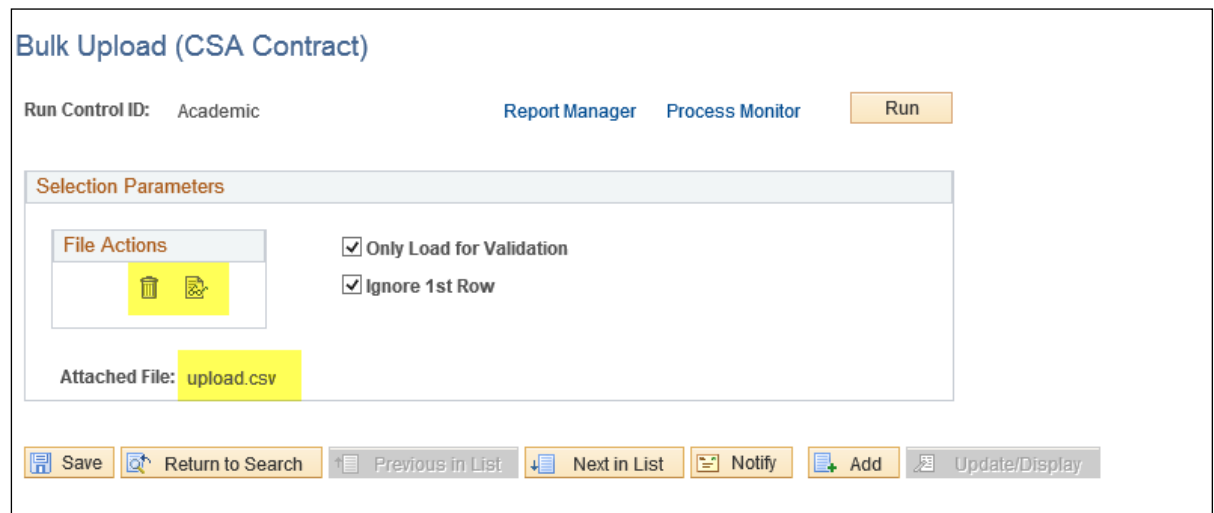 Bulk Upload (CSA Contract)
Run Control ID: Academic Report Manager Process Monitor Run
Selection Parameters
File Actions
Only Load for Validation
Ignore 1st Row
Attached File: upload.csv
Save Return to Search Previous in List Next in List Notify Add Update/Display